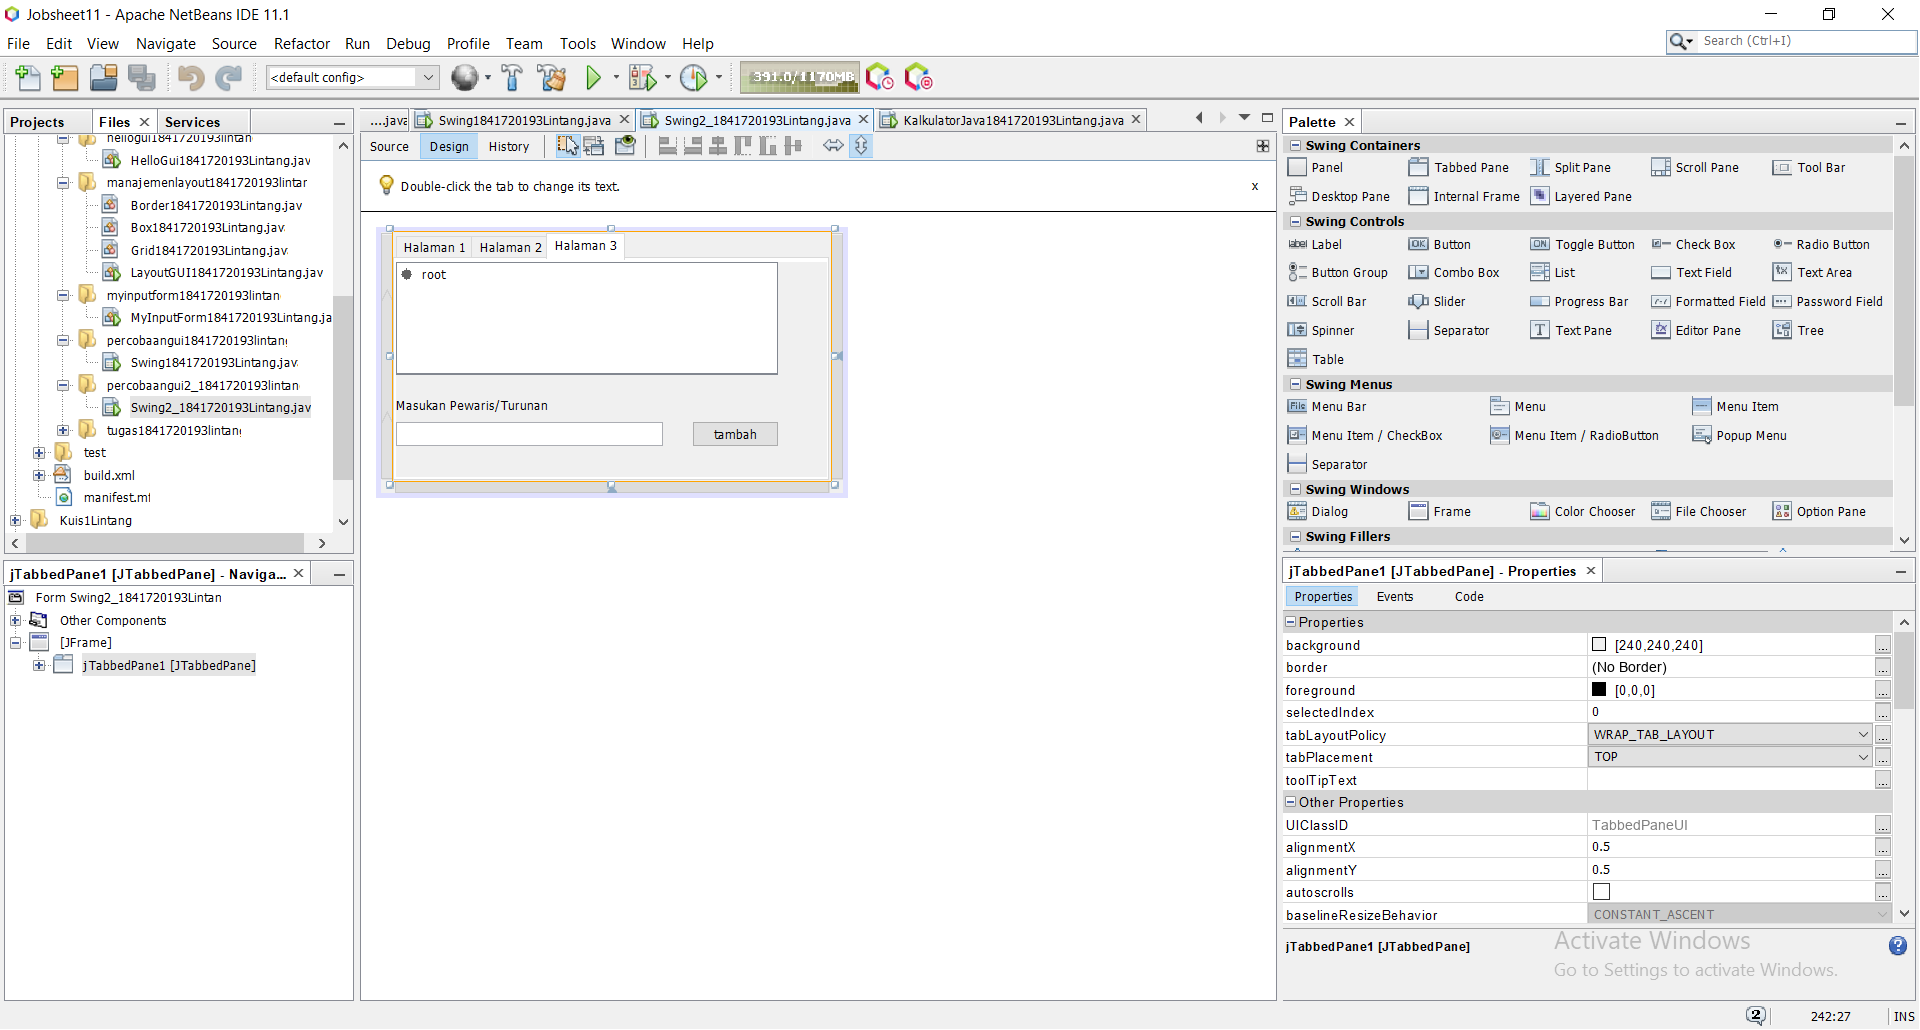 Jobsheet11 - Apache NetBeans IDE 11.1
File Edit View Navigate Source Refactor Run Debug Profile Team Tools Window Help
Search (Ctrl+I)
<default config>
391.0/1170MB
Projects Files Services
hellogui1841720193lintan
HelloGui1841720193Lintang.jav
manajemenlayout1841720193lintar
Border1841720193Lintang.jav
Box1841720193Lintang.java
Grid1841720193Lintang.jav
LayoutGUI1841720193Lintang.jav
myinputform1841720193lintan
MyInputForm1841720193Lintang.ja
percobaangui1841720193lintang
Swing1841720193Lintang.jav
percobaangui2_1841720193lintan
Swing2_1841720193Lintang.jav
tugas1841720193lintang
test
build.xml
manifest.mf
Kuis1Lintang
jTabbedPane1 [JTabbedPane] - Naviga...
Form Swing2_1841720193Lintan
Other Components
[JFrame]
jTabbedPane1 [JTabbedPane]
....java Swing1841720193Lintang.java Swing2_1841720193Lintang.java KalkulatorJava1841720193Lintang.java
Source Design History
Double-click the tab to change its text.
x
Halaman 1 Halaman 2 Halaman 3
root
Masukan Pewaris/Turunan
tambah
Palette
Swing Containers
Panel Tabbed Pane Split Pane Scroll Pane Tool Bar
Desktop Pane Internal Frame Layered Pane
Swing Controls
Label Button Toggle Button Check Box Radio Button
Button Group Combo Box List Text Field Text Area
Scroll Bar Slider Progress Bar Formatted Field Password Field
Spinner Separator Text Pane Editor Pane Tree
Table
Swing Menus
Menu Bar Menu Menu Item
Menu Item / CheckBox Menu Item / RadioButton Popup Menu
Separator
Swing Windows
Dialog Frame Color Chooser File Chooser Option Pane
Swing Fillers
jTabbedPane1 [JTabbedPane] - Properties
Properties Events Code
Properties
background [240,240,240] ...
border (No Border) ...
foreground [0,0,0] ...
selectedIndex 0 ...
tabLayoutPolicy WRAP_TAB_LAYOUT ...
tabPlacement TOP ...
toolTipText ...
Other Properties
UIClassID TabbedPaneUI ...
alignmentX 0.5 ...
alignmentY 0.5 ...
autoscrolls ...
baselineResizeBehavior CONSTANT_ASCENT
jTabbedPane1 [JTabbedPane]
Activate Windows
Go to Settings to activate Windows.
2 242:27 INS